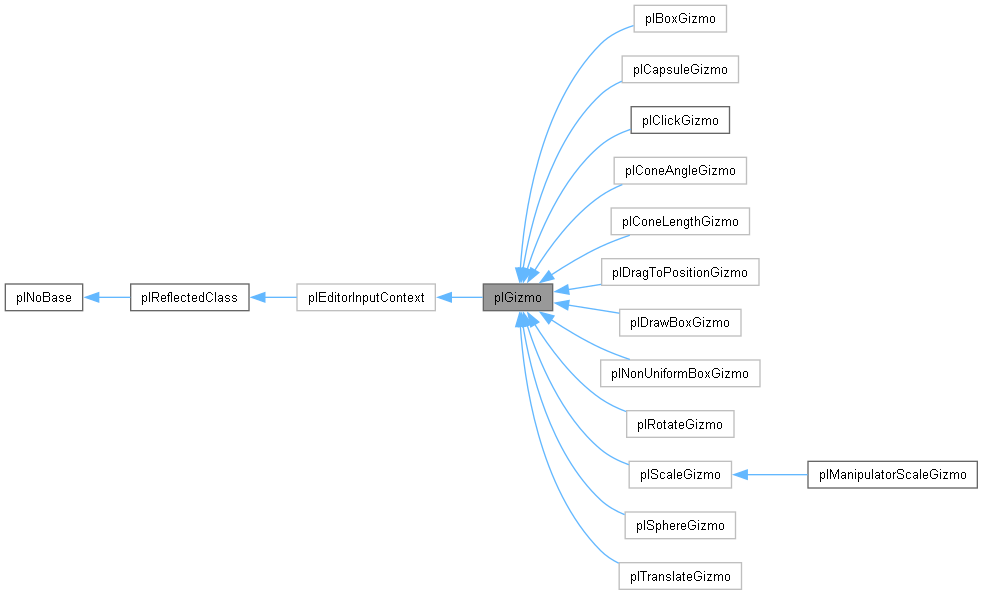 plBoxGizmo
plCapsuleGizmo
plClickGizmo
plConeAngleGizmo
plConeLengthGizmo
plDragToPositionGizmo
plNoBase
plReflectedClass
plEditorInputContext
plGizmo
plDrawBoxGizmo
plNonUniformBoxGizmo
plRotateGizmo
plScaleGizmo
plManipulatorScaleGizmo
plSphereGizmo
plTranslateGizmo